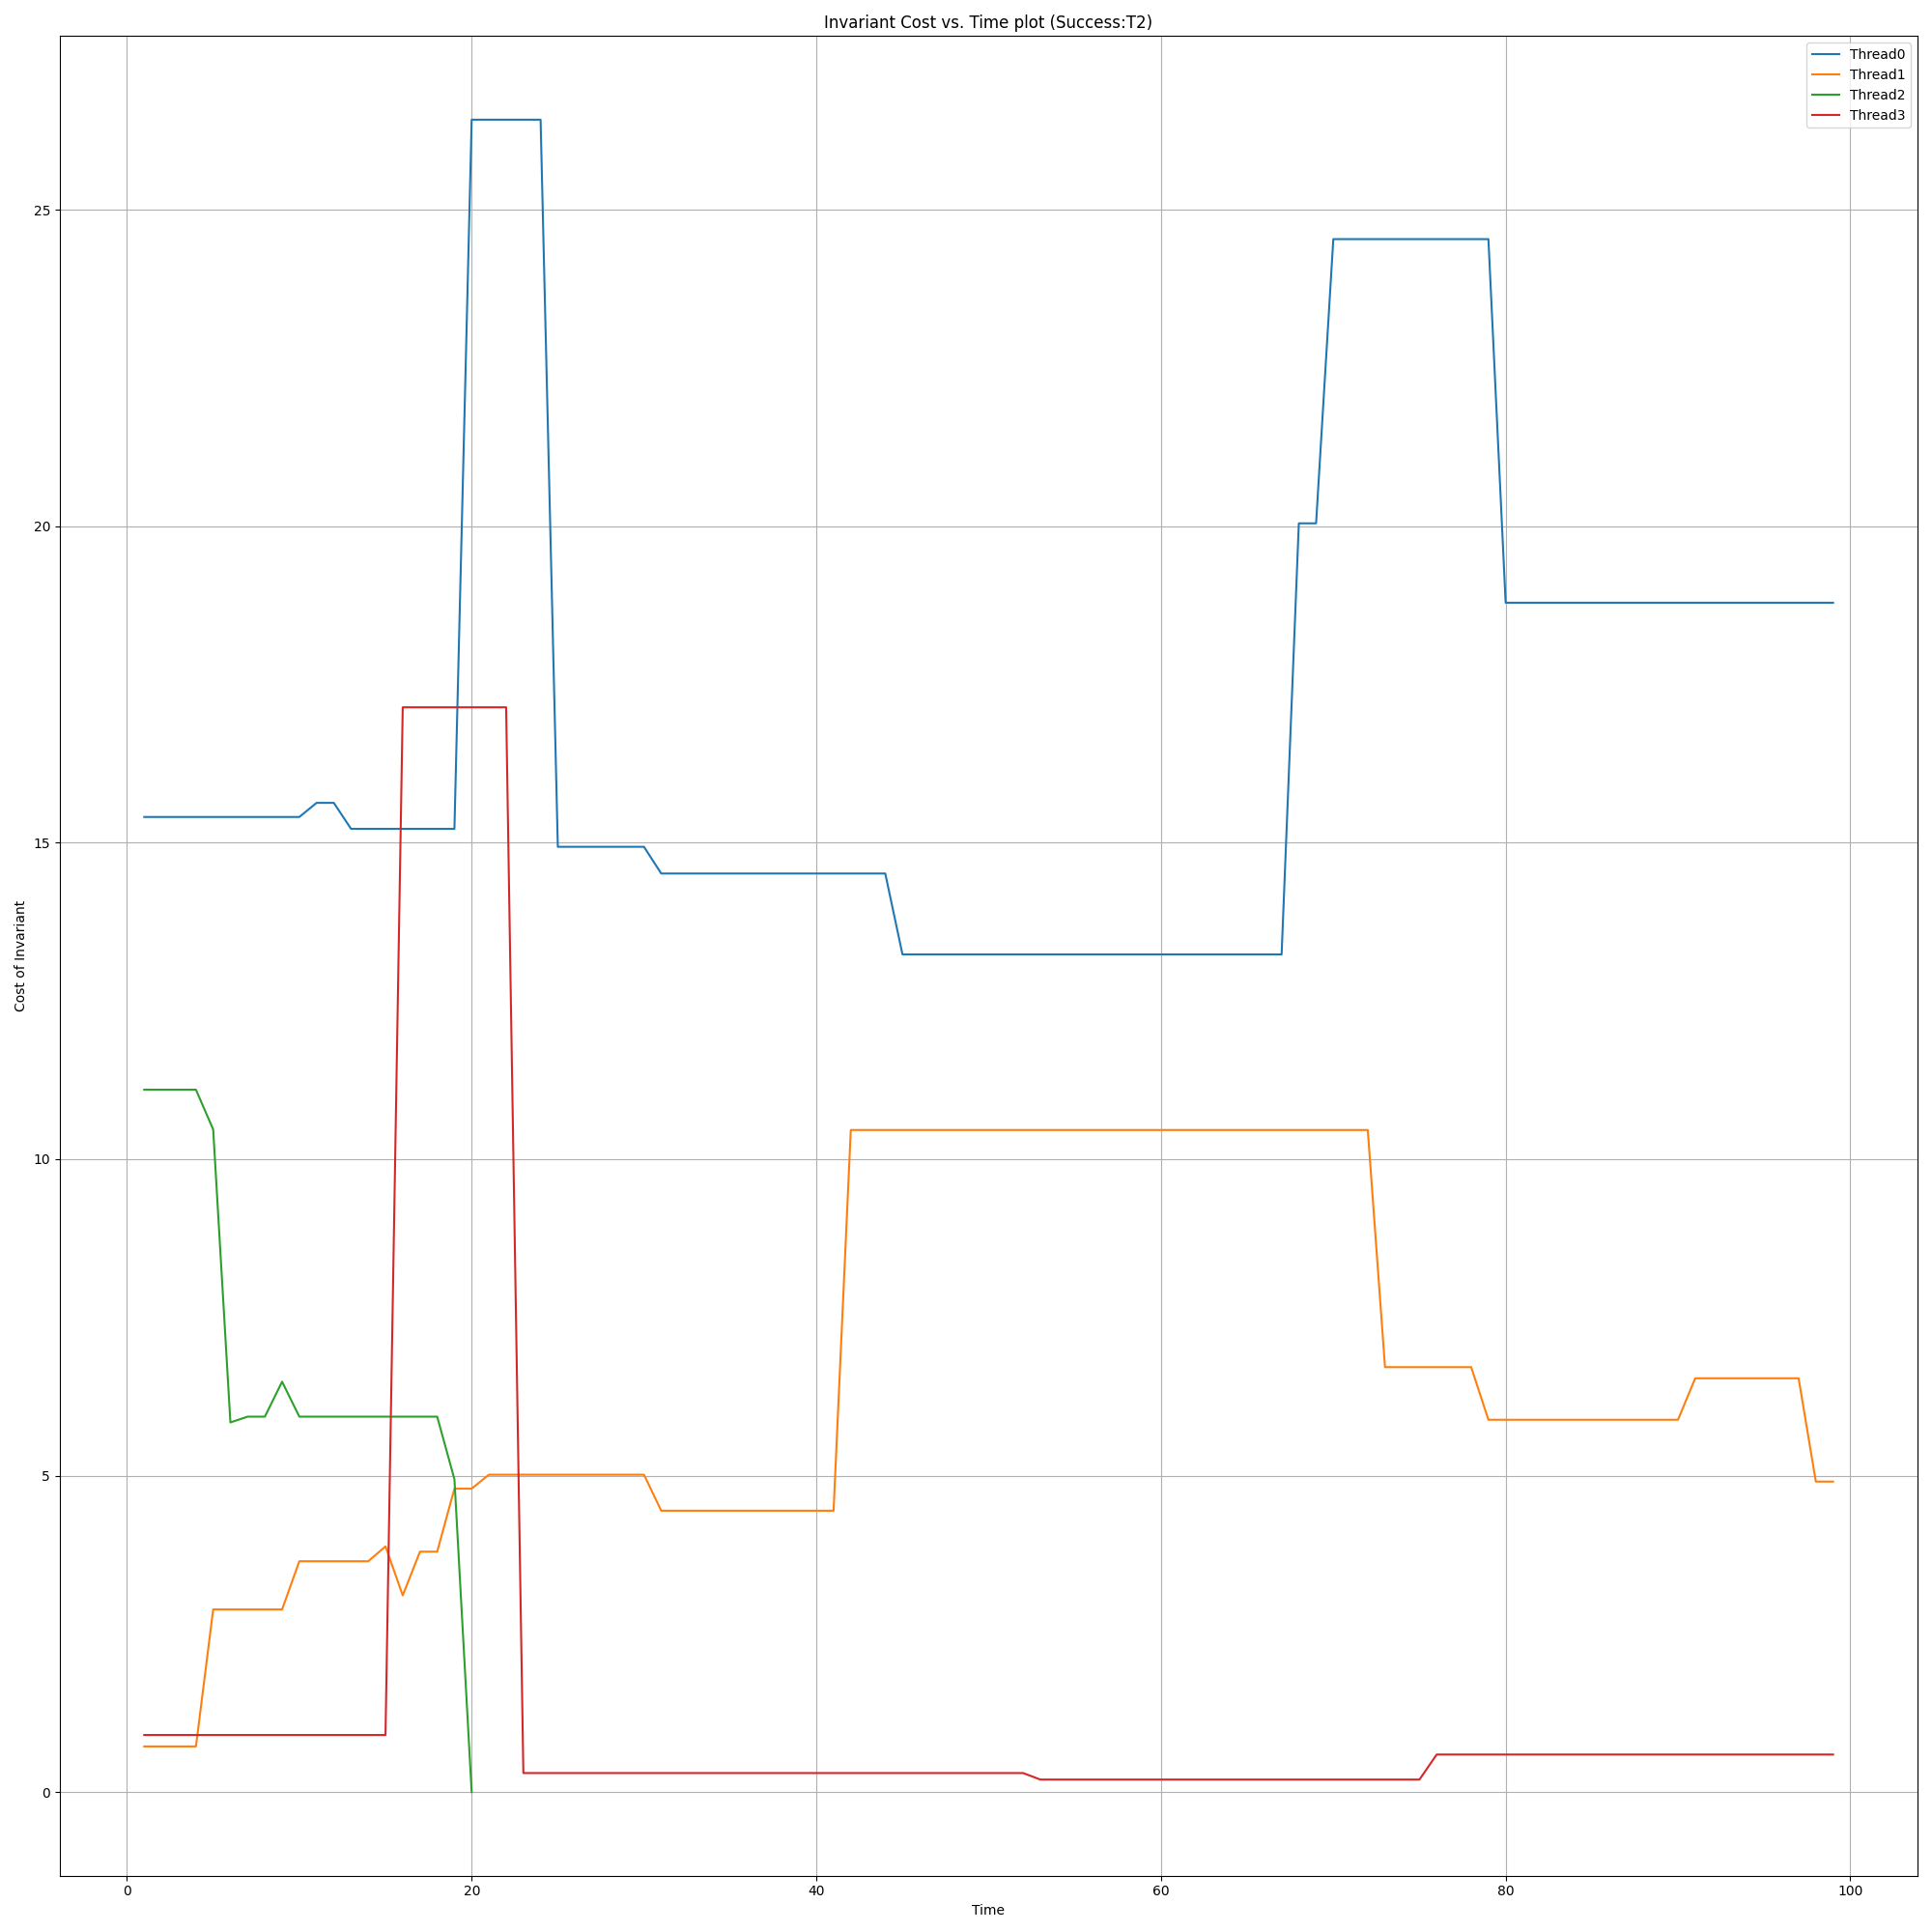 Invariant Cost vs. Time plot (Success:T2)
Thread0
Thread1
Thread2
Thread3
25
20
15
10
5
0
Cost of Invariant
0 20 40 60 80 100
Time